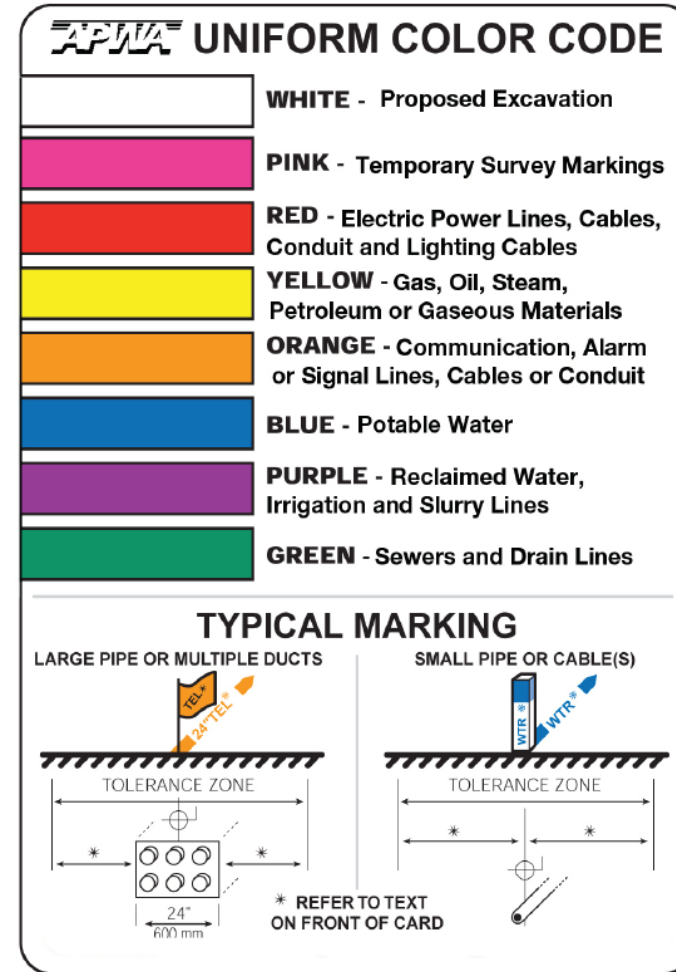 APWA UNIFORM COLOR CODE
WHITE - Proposed Excavation
PINK - Temporary Survey Markings
RED - Electric Power Lines, Cables,
Conduit and Lighting Cables
YELLOW - Gas, Oil, Steam,
Petroleum or Gaseous Materials
ORANGE - Communication, Alarm
or Signal Lines, Cables or Conduit
BLUE - Potable Water
PURPLE - Reclaimed Water,
Irrigation and Slurry Lines
GREEN - Sewers and Drain Lines
TYPICAL MARKING
LARGE PIPE OR MULTIPLE DUCTS
TEL*
24"TEL*
TOLERANCE ZONE
* *
24"
600 mm
SMALL PIPE OR CABLE(S)
WTR *
WTR *
TOLERANCE ZONE
* *
* REFER TO TEXT
ON FRONT OF CARD